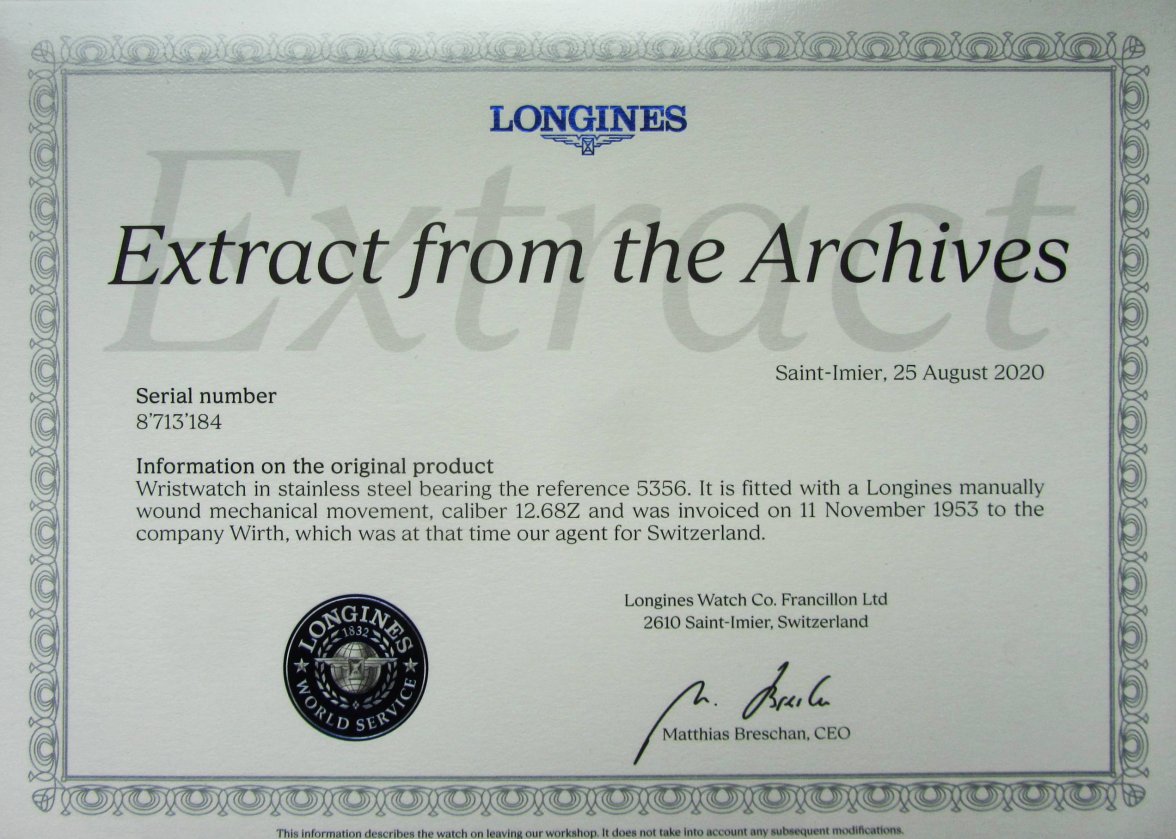 LONGINES
Extract
Extract from the Archives
Saint-Imier, 25 August 2020
Serial number
8'713'184
Information on the original product
Wristwatch in stainless steel bearing the reference 5356. It is fitted with a Longines manually
wound mechanical movement, caliber 12.68Z and was invoiced on 11 November 1953 to the
company Wirth, which was at that time our agent for Switzerland.
LONGINES
1832
WORLD SERVICE
Longines Watch Co. Francillon Ltd
2610 Saint-Imier, Switzerland
M. Breschan
Matthias Breschan, CEO
This information describes the watch on leaving our workshop. It does not take into account any subsequent modifications.